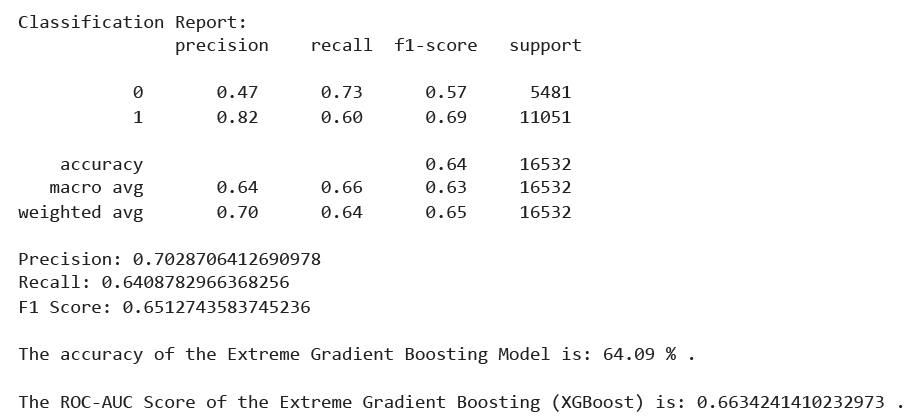 Classification Report:
precision recall f1-score support
0 0.47 0.73 0.57 5481
1 0.82 0.60 0.69 11051
accuracy 0.64 16532
macro avg 0.64 0.66 0.63 16532
weighted avg 0.70 0.64 0.65 16532
Precision: 0.7028706412690978
Recall: 0.6408782966368256
F1 Score: 0.6512743583745236
The accuracy of the Extreme Gradient Boosting Model is: 64.09 % .
The ROC-AUC Score of the Extreme Gradient Boosting (XGBoost) is: 0.6634241410232973 .